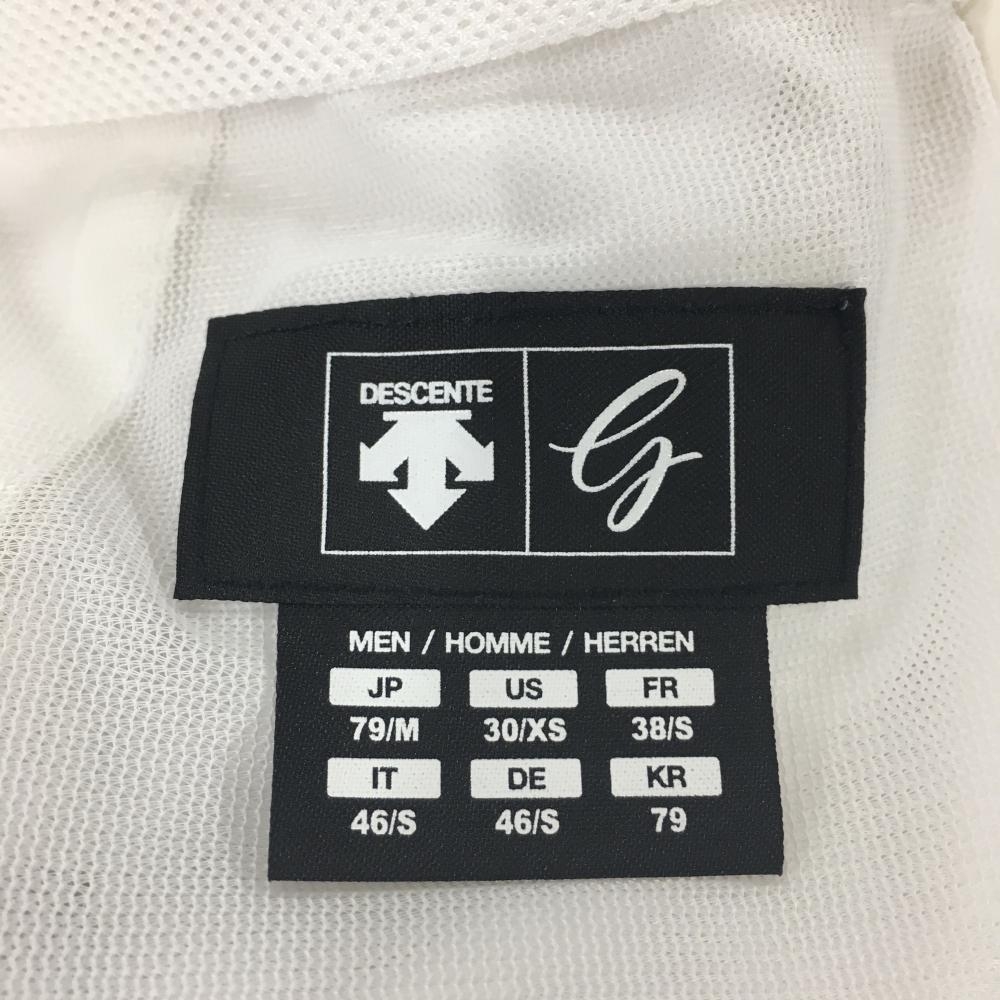 DESCENTE
G
MEN / HOMME / HERREN
JP US FR
79/M 30/XS 38/S
IT DE KR
46/S 46/S 79